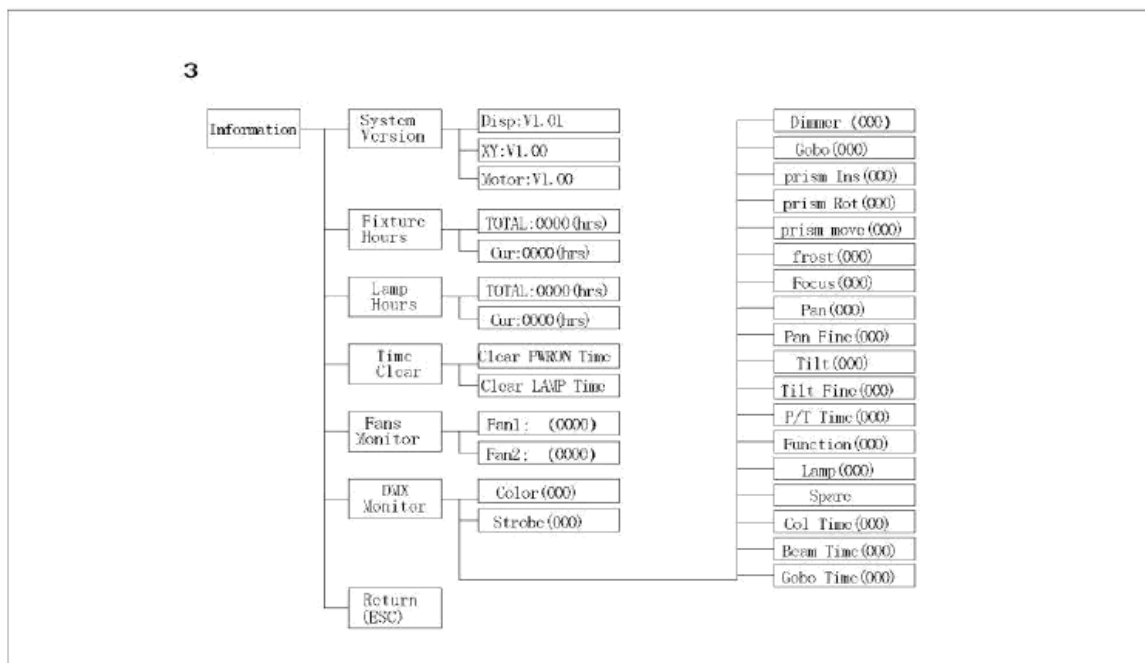 3
Information
System
Version
Disp:V1.01
XY:V1.00
Motor:V1.00
Fixture
Hours
TOTAL:0000(hrs)
Cur:0000(hrs)
Lamp
Hours
TOTAL:0000(hrs)
Cur:0000(hrs)
Time
Clear
Clear PWRON Time
Clear LAMP Time
Fans
Monitor
Fan1: (0000)
Fan2: (0000)
DMX
Monitor
Color(000)
Strobe(000)
Dimmer (000)
Gobo(000)
prism Ins(000)
prism Rot(000)
prism move(000)
frost(000)
Focus(000)
Pan(000)
Pan Fine(000)
Tilt(000)
Tilt Fine(000)
P/T Time(000)
Function(000)
Lamp(000)
Spare
Col Time(000)
Beam Time(000)
Gobo Time(000)
Return
(ESC)